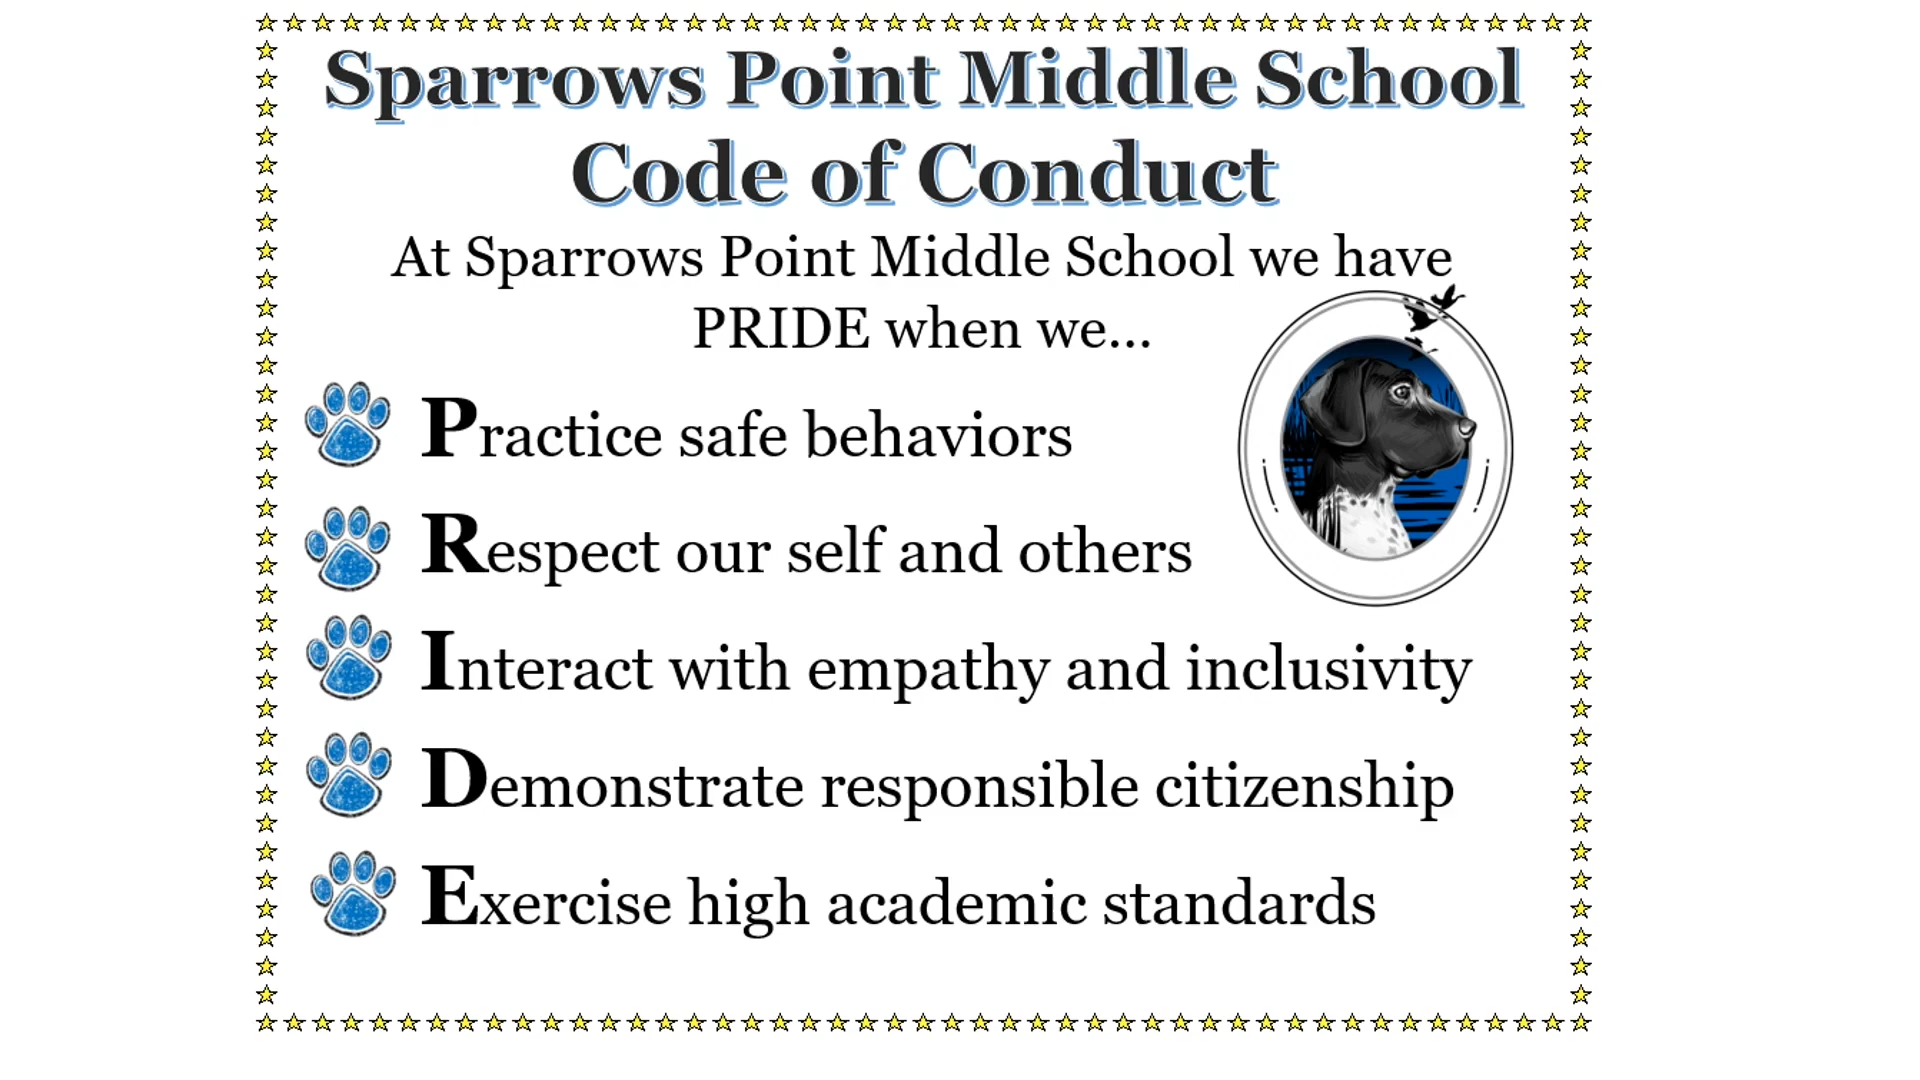 Sparrows Point Middle School
Code of Conduct
At Sparrows Point Middle School we have
PRIDE when we...
Practice safe behaviors
Respect our self and others
Interact with empathy and inclusivity
Demonstrate responsible citizenship
Exercise high academic standards